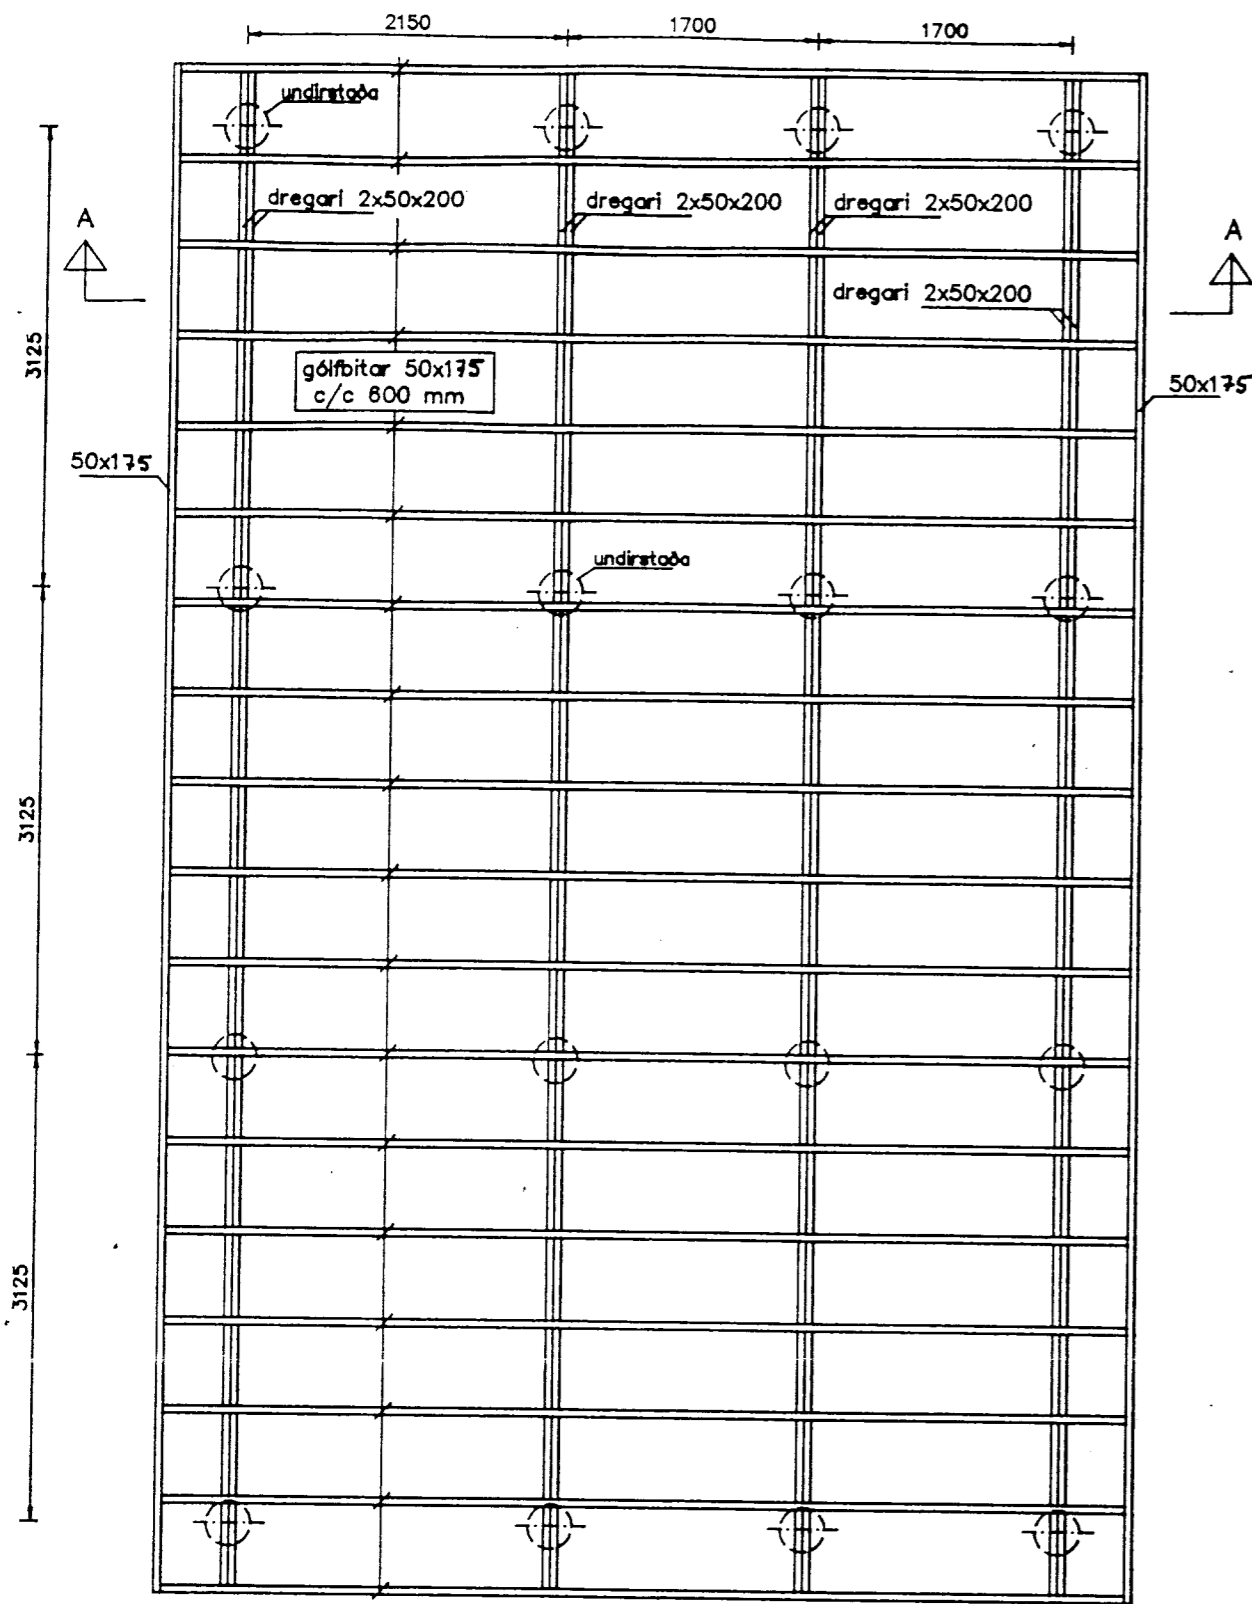 2150
1700
1700
undirstaða
dregari 2x50x200
dregari 2x50x200
dregari 2x50x200
A
A
dregari 2x50x200
3125
gólfbitar 50x175
c/c 600 mm
50x175
50x175
undirstaða
3125
3125